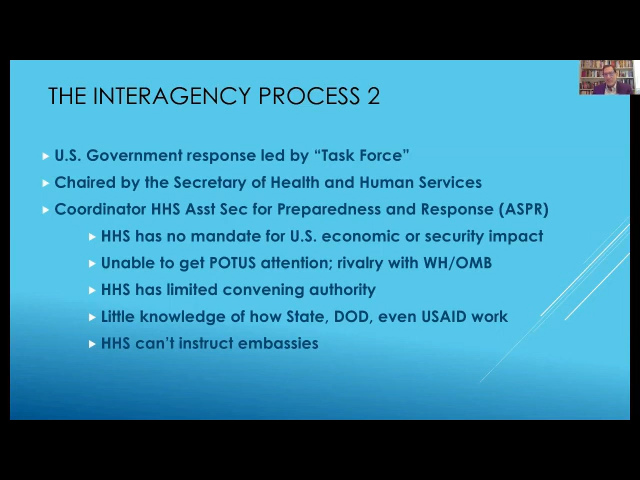 THE INTERAGENCY PROCESS 2
U.S. Government response led by “Task Force”
Chaired by the Secretary of Health and Human Services
Coordinator HHS Asst Sec for Preparedness and Response (ASPR)
HHS has no mandate for U.S. economic or security impact
Unable to get POTUS attention; rivalry with WH/OMB
HHS has limited convening authority
Little knowledge of how State, DOD, even USAID work
HHS can’t instruct embassies